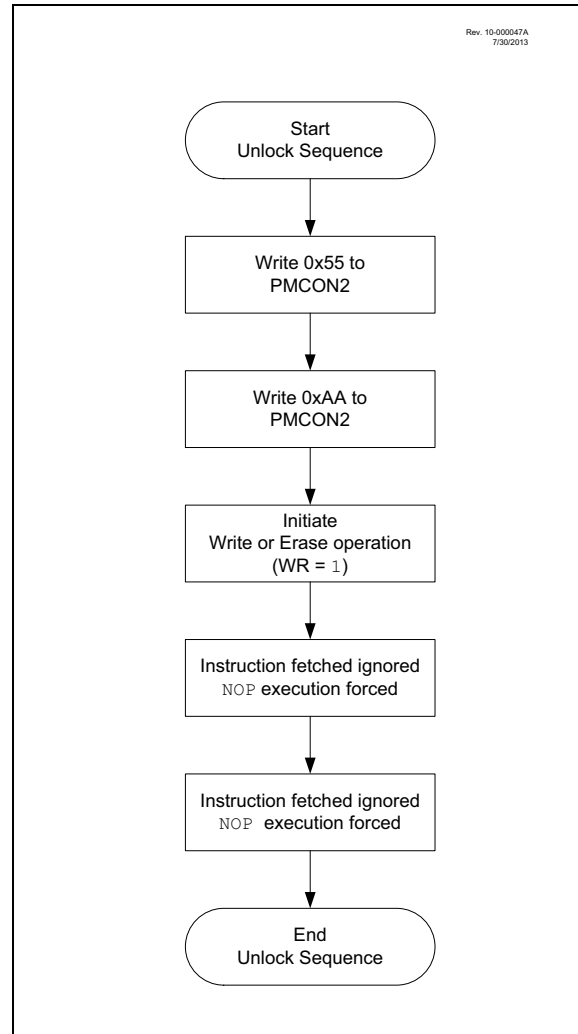 Rev. 10-000047A
7/30/2013
Start
Unlock Sequence
Write 0x55 to
PMCON2
Write 0xAA to
PMCON2
Initiate
Write or Erase operation
(WR = 1)
Instruction fetched ignored
NOP execution forced
Instruction fetched ignored
NOP execution forced
End
Unlock Sequence